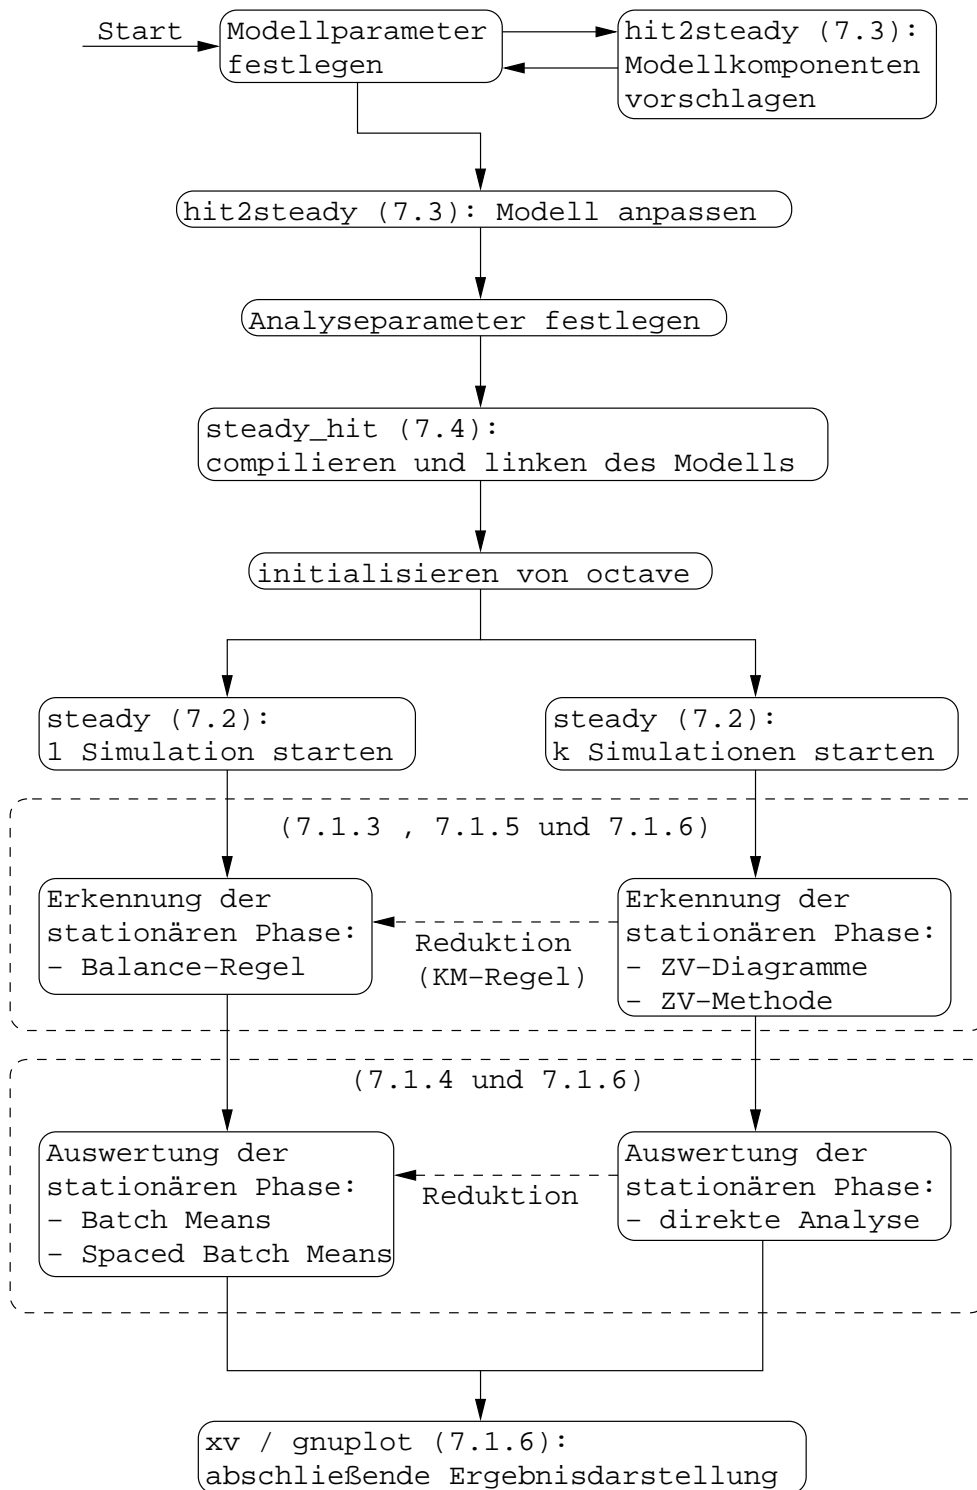 Start
Modellparameter
festlegen
hit2steady (7.3):
Modellkomponenten
vorschlagen
hit2steady (7.3): Modell anpassen
Analyseparameter festlegen
steady_hit (7.4):
compilieren und linken des Modells
initialisieren von octave
steady (7.2):
1 Simulation starten
steady (7.2):
k Simulationen starten
(7.1.3 , 7.1.5 und 7.1.6)
Erkennung der
stationären Phase:
- Balance-Regel
Reduktion
(KM-Regel)
Erkennung der
stationären Phase:
- ZV-Diagramme
- ZV-Methode
(7.1.4 und 7.1.6)
Auswertung der
stationären Phase:
- Batch Means
- Spaced Batch Means
Reduktion
Auswertung der
stationären Phase:
- direkte Analyse
xv / gnuplot (7.1.6):
abschließende Ergebnisdarstellung